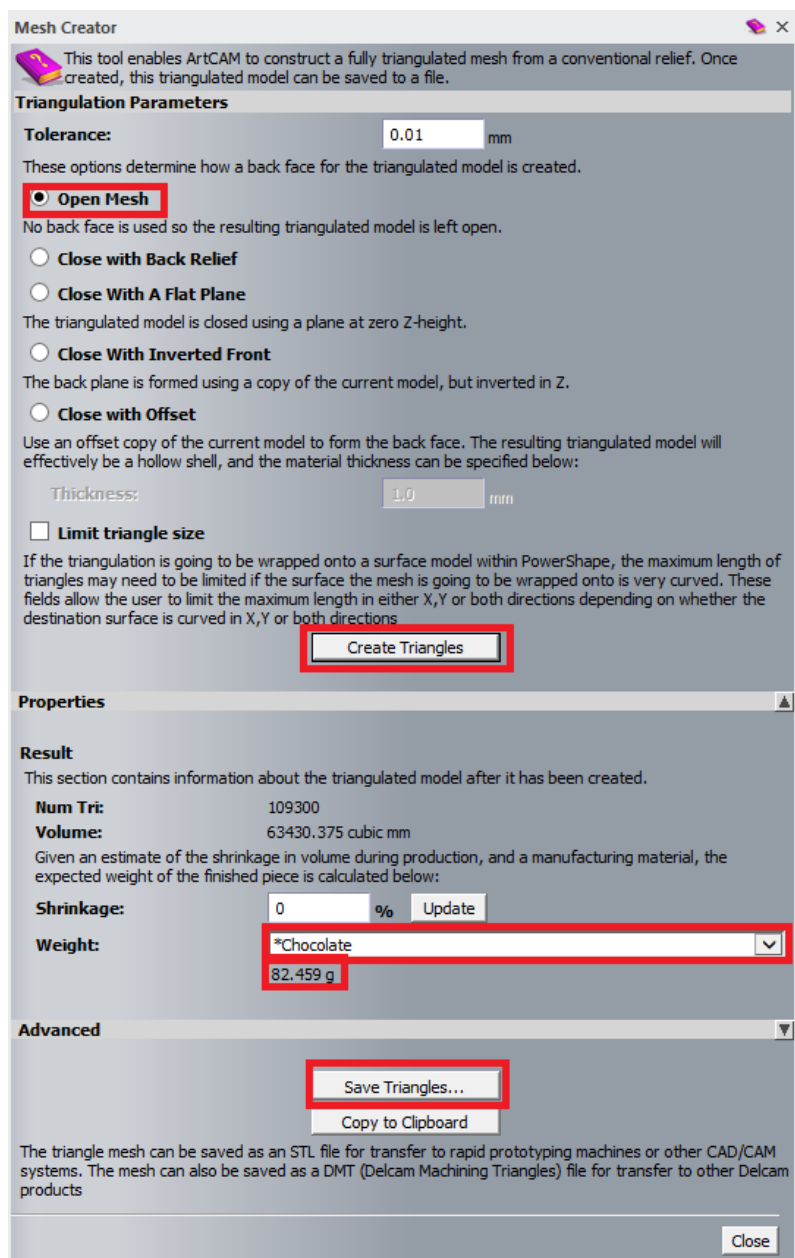 Mesh Creator
This tool enables ArtCAM to construct a fully triangulated mesh from a conventional relief. Once
created, this triangulated model can be saved to a file.
Triangulation Parameters
Tolerance: 0.01 mm
These options determine how a back face for the triangulated model is created.
Open Mesh
No back face is used so the resulting triangulated model is left open.
Close with Back Relief
Close With A Flat Plane
The triangulated model is closed using a plane at zero Z-height.
Close With Inverted Front
The back plane is formed using a copy of the current model, but inverted in Z.
Close with Offset
Use an offset copy of the current model to form the back face. The resulting triangulated model will
effectively be a hollow shell, and the material thickness can be specified below:
Thickness: 1.0 mm
Limit triangle size
If the triangulation is going to be wrapped onto a surface model within PowerShape, the maximum length of
triangles may need to be limited if the surface the mesh is going to be wrapped onto is very curved. These
fields allow the user to limit the maximum length in either X,Y or both directions depending on whether the
destination surface is curved in X,Y or both directions
Create Triangles
Properties
Result
This section contains information about the triangulated model after it has been created.
Num Tri: 109300
Volume: 63430.375 cubic mm
Given an estimate of the shrinkage in volume during production, and a manufacturing material, the
expected weight of the finished piece is calculated below:
Shrinkage: 0 % Update
Weight: *Chocolate
82.459 g
Advanced
Save Triangles...
Copy to Clipboard
The triangle mesh can be saved as an STL file for transfer to rapid prototyping machines or other CAD/CAM
systems. The mesh can also be saved as a DMT (Delcam Machining Triangles) file for transfer to other Delcam
products
Close